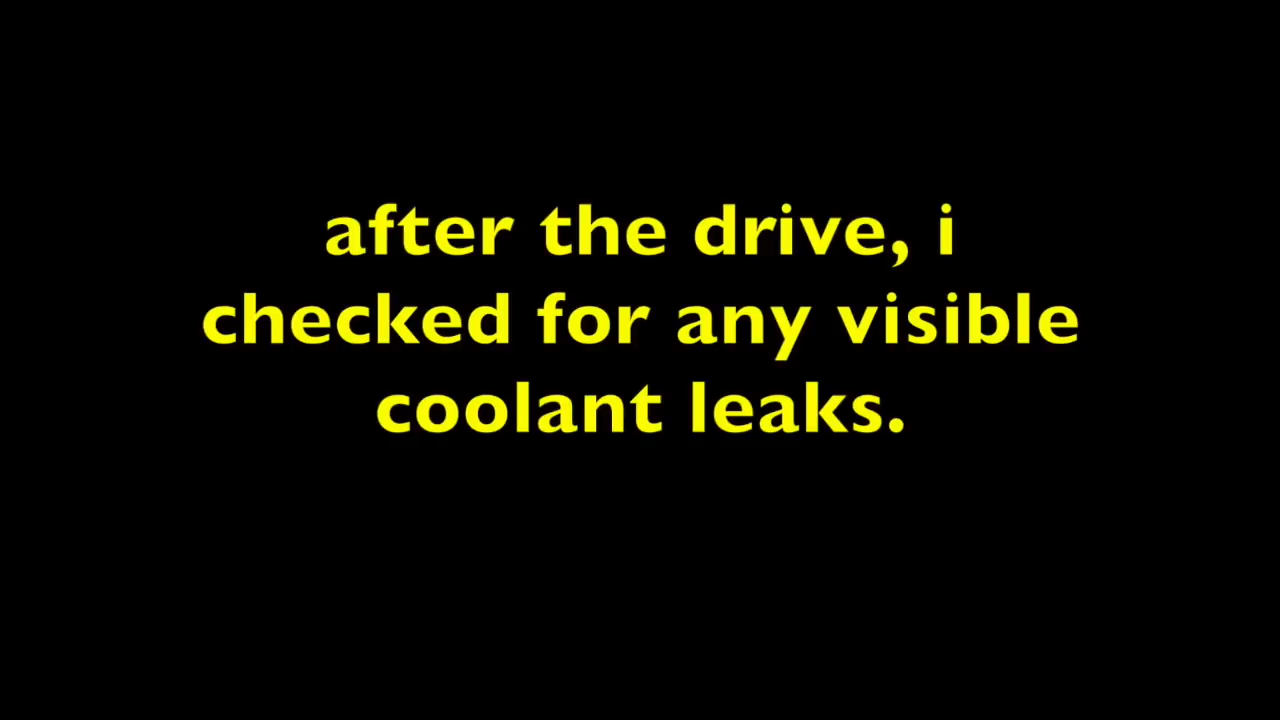 after the drive, i
checked for any visible
coolant leaks.